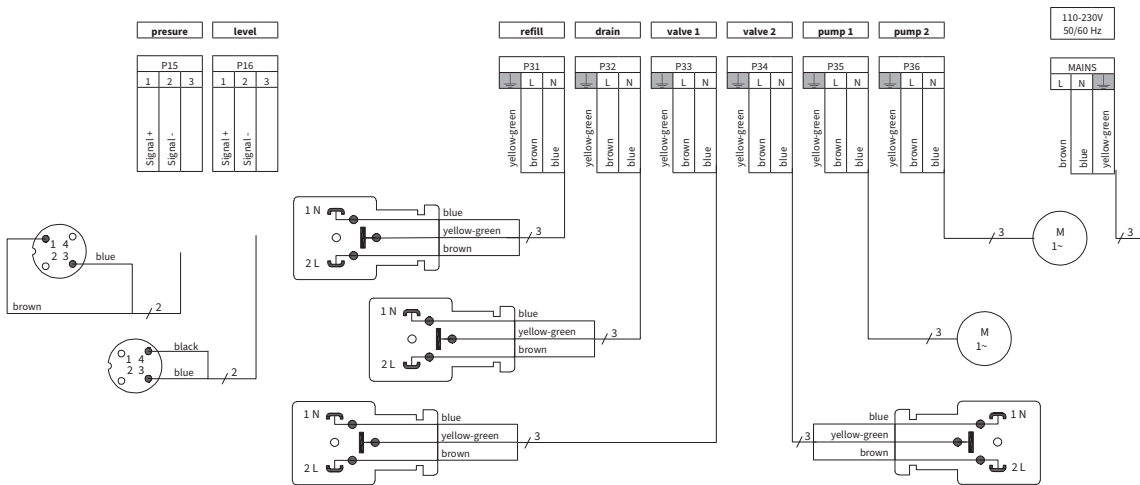 presure
level
refill
drain
valve 1
valve 2
pump 1
pump 2
110-230V
50/60 Hz
P15
P16
P31
P32
P33
P34
P35
P36
MAINS
1 2 3
1 2 3
L N
L N
L N
L N
L N
L N
L N
Signal +
Signal -
Signal +
Signal -
yellow-green
brown
blue
yellow-green
brown
blue
yellow-green
brown
blue
yellow-green
brown
blue
yellow-green
brown
blue
yellow-green
brown
blue
brown
blue
yellow-green
1 N
blue
yellow-green
3
brown
2 L
M
1~
3
3
1 4
2 3
blue
brown
2
1 N
blue
yellow-green
3
brown
2 L
M
1~
3
black
1 4
2 3
blue
2
1 N
blue
yellow-green
3
brown
2 L
blue
1 N
3
yellow-green
brown
2 L